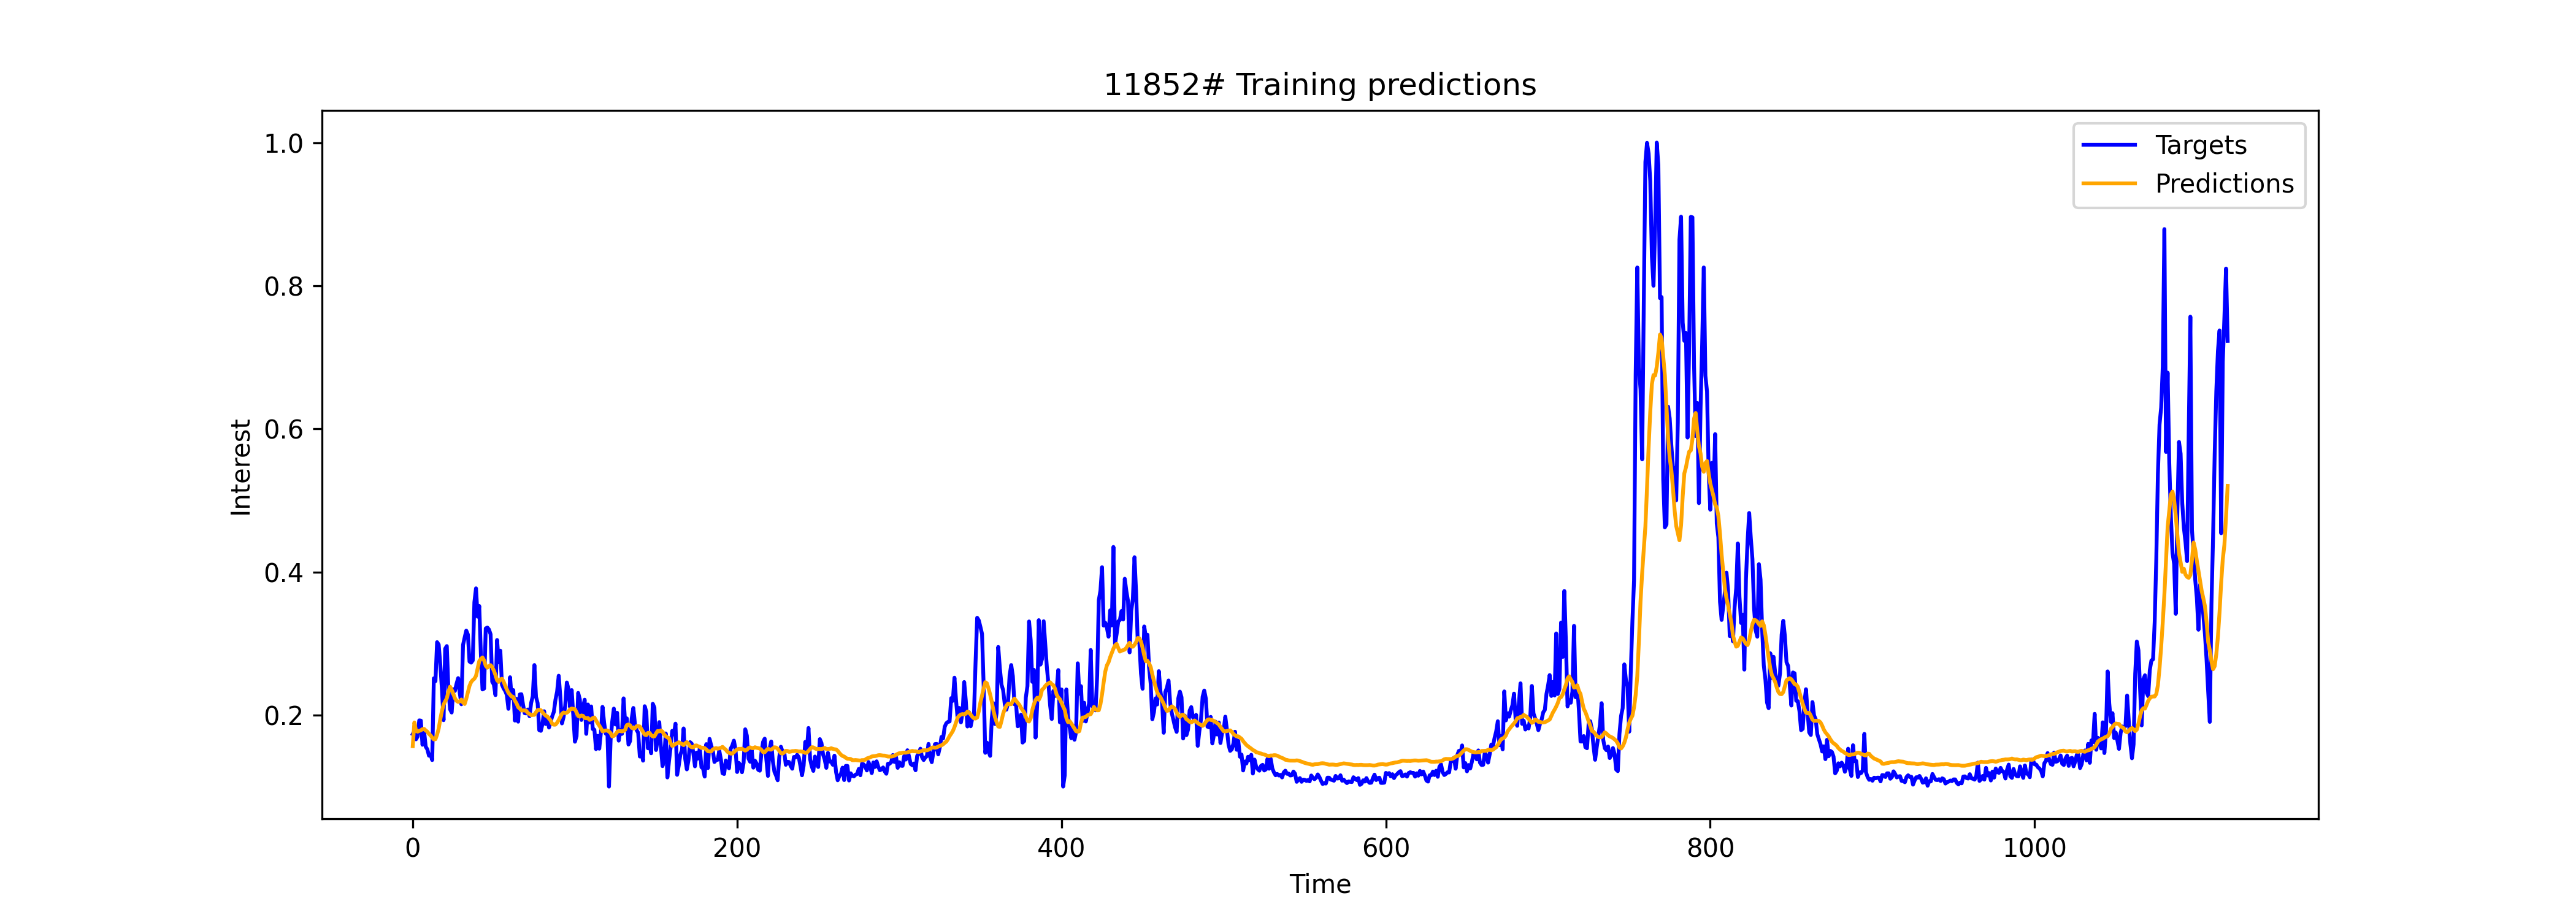 11852# Training predictions
Targets
Predictions
Interest
1.0
0.8
0.6
0.4
0.2
0 200 400 600 800 1000
Time